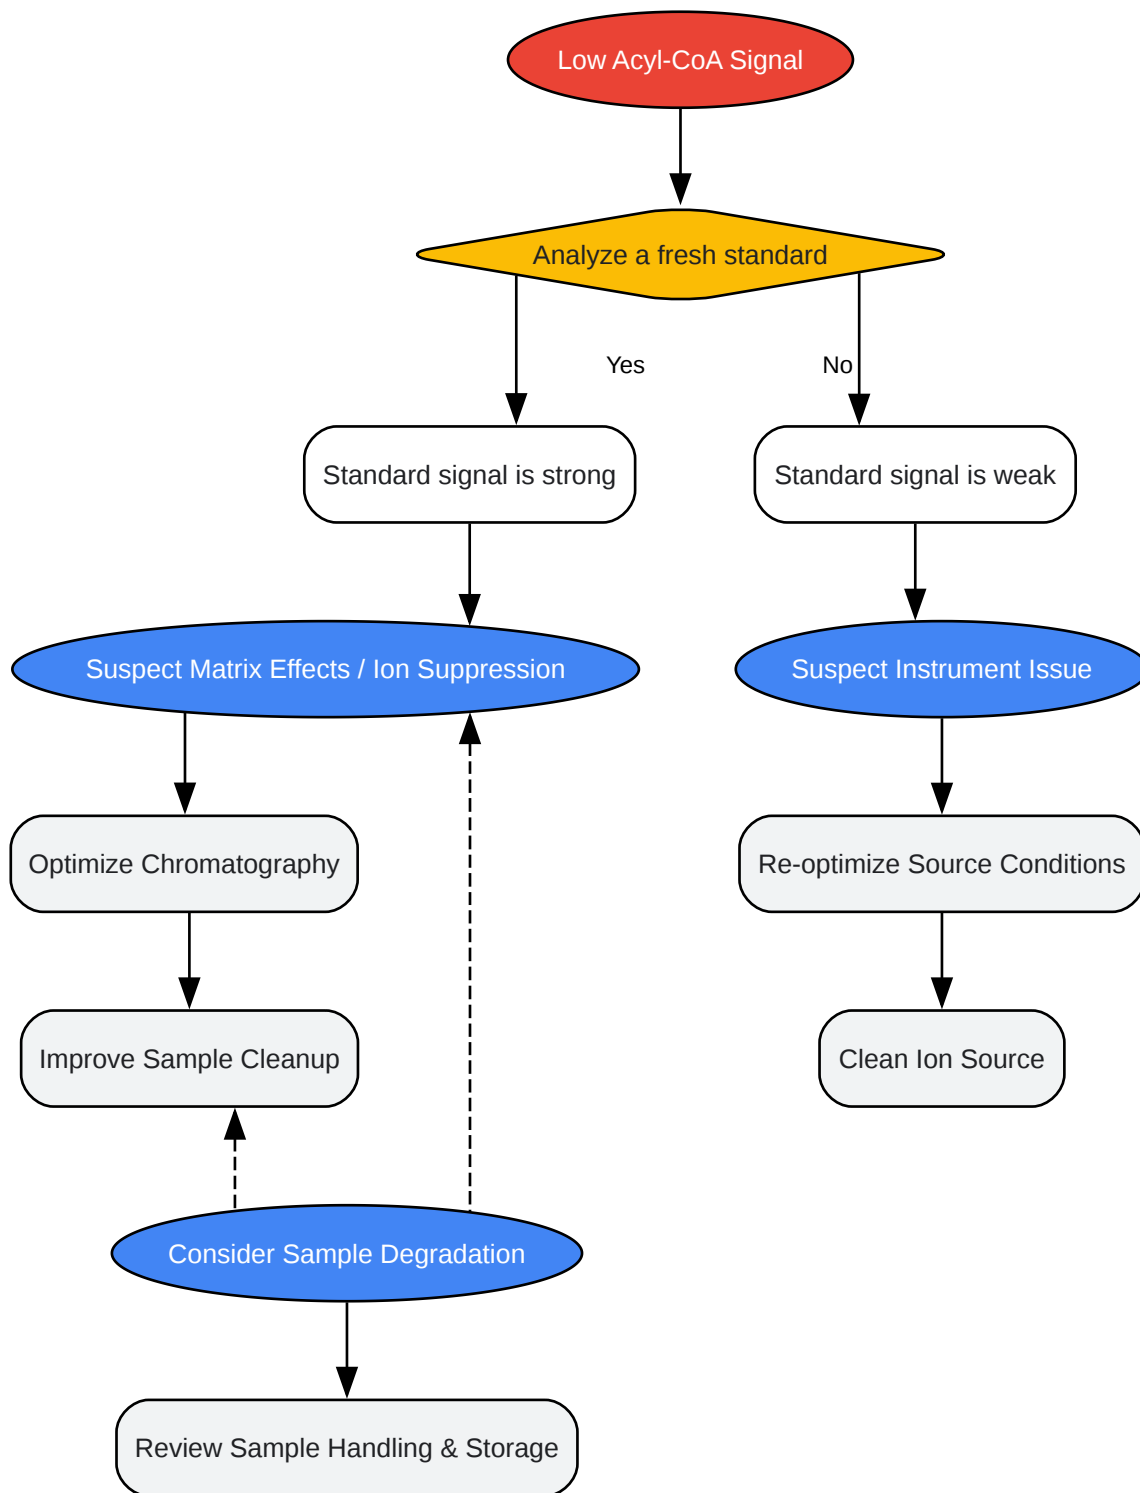 Low Acyl-CoA Signal
Analyze a fresh standard
Yes
No
Standard signal is strong
Standard signal is weak
Suspect Matrix Effects / Ion Suppression
Suspect Instrument Issue
Optimize Chromatography
Re-optimize Source Conditions
Improve Sample Cleanup
Clean Ion Source
Consider Sample Degradation
Review Sample Handling & Storage